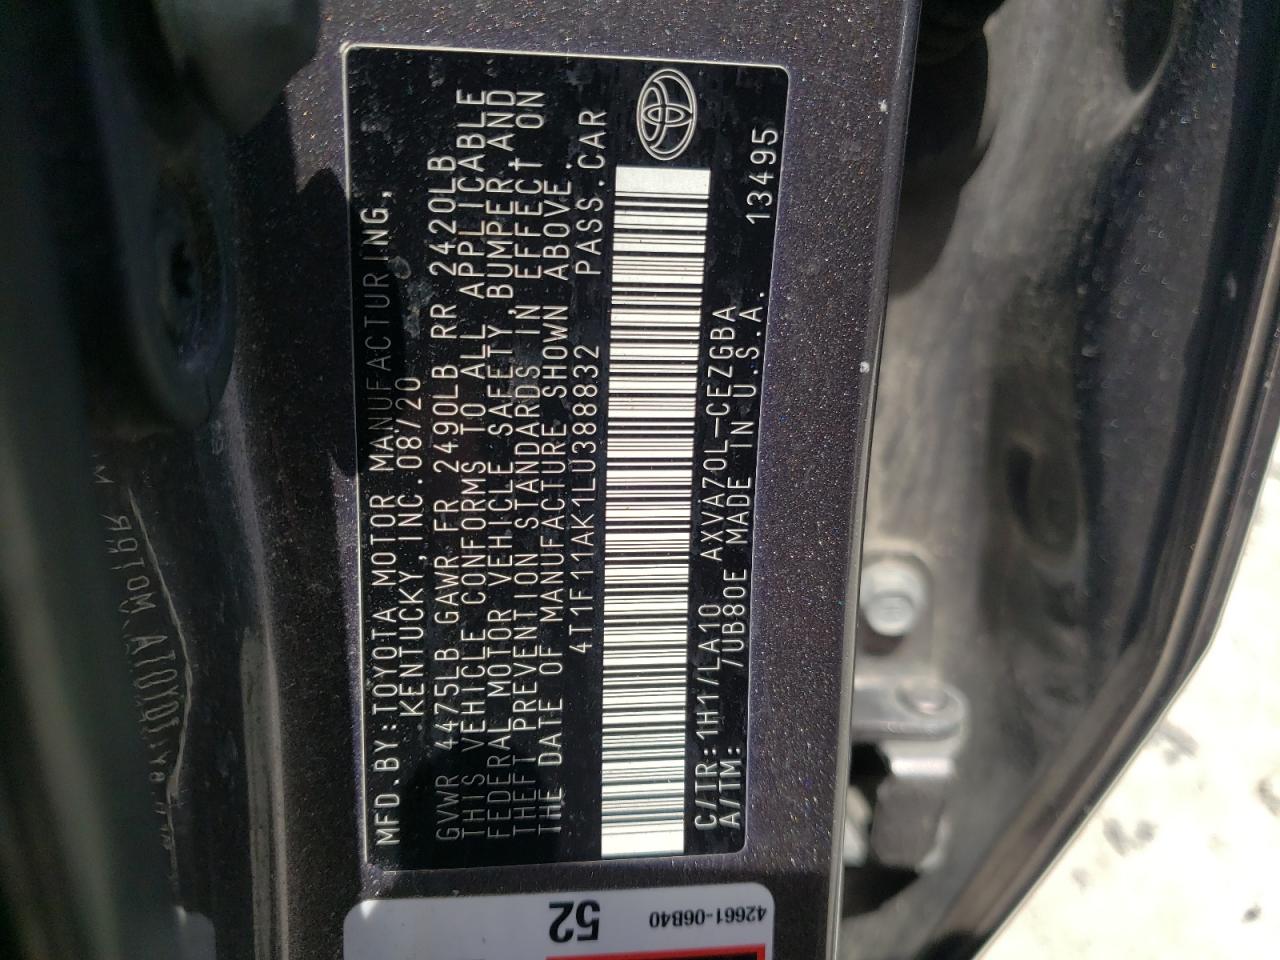 MFD.BY:TOYOTA MOTOR MANUFACTURING,
KENTUCKY, INC. 08/20
GVWR 4475LB GAWR FR 2490LB RR 2420LB
THIS VEHICLE CONFORMS TO ALL APPLICABLE
FEDERAL MOTOR VEHICLE SAFETY,BUMPER,AND
THEFT PREVENTION STANDARDS IN EFFECT ON
THE DATE OF MANUFACTURE SHOWN ABOVE.
4T1F11AK1LU388832 PASS.CAR
C/TR:1H1/LA10 AXVA70L-CEZGBA
A/TM: /UB80E MADE IN U.S.A. 13495
52
42661-06B40